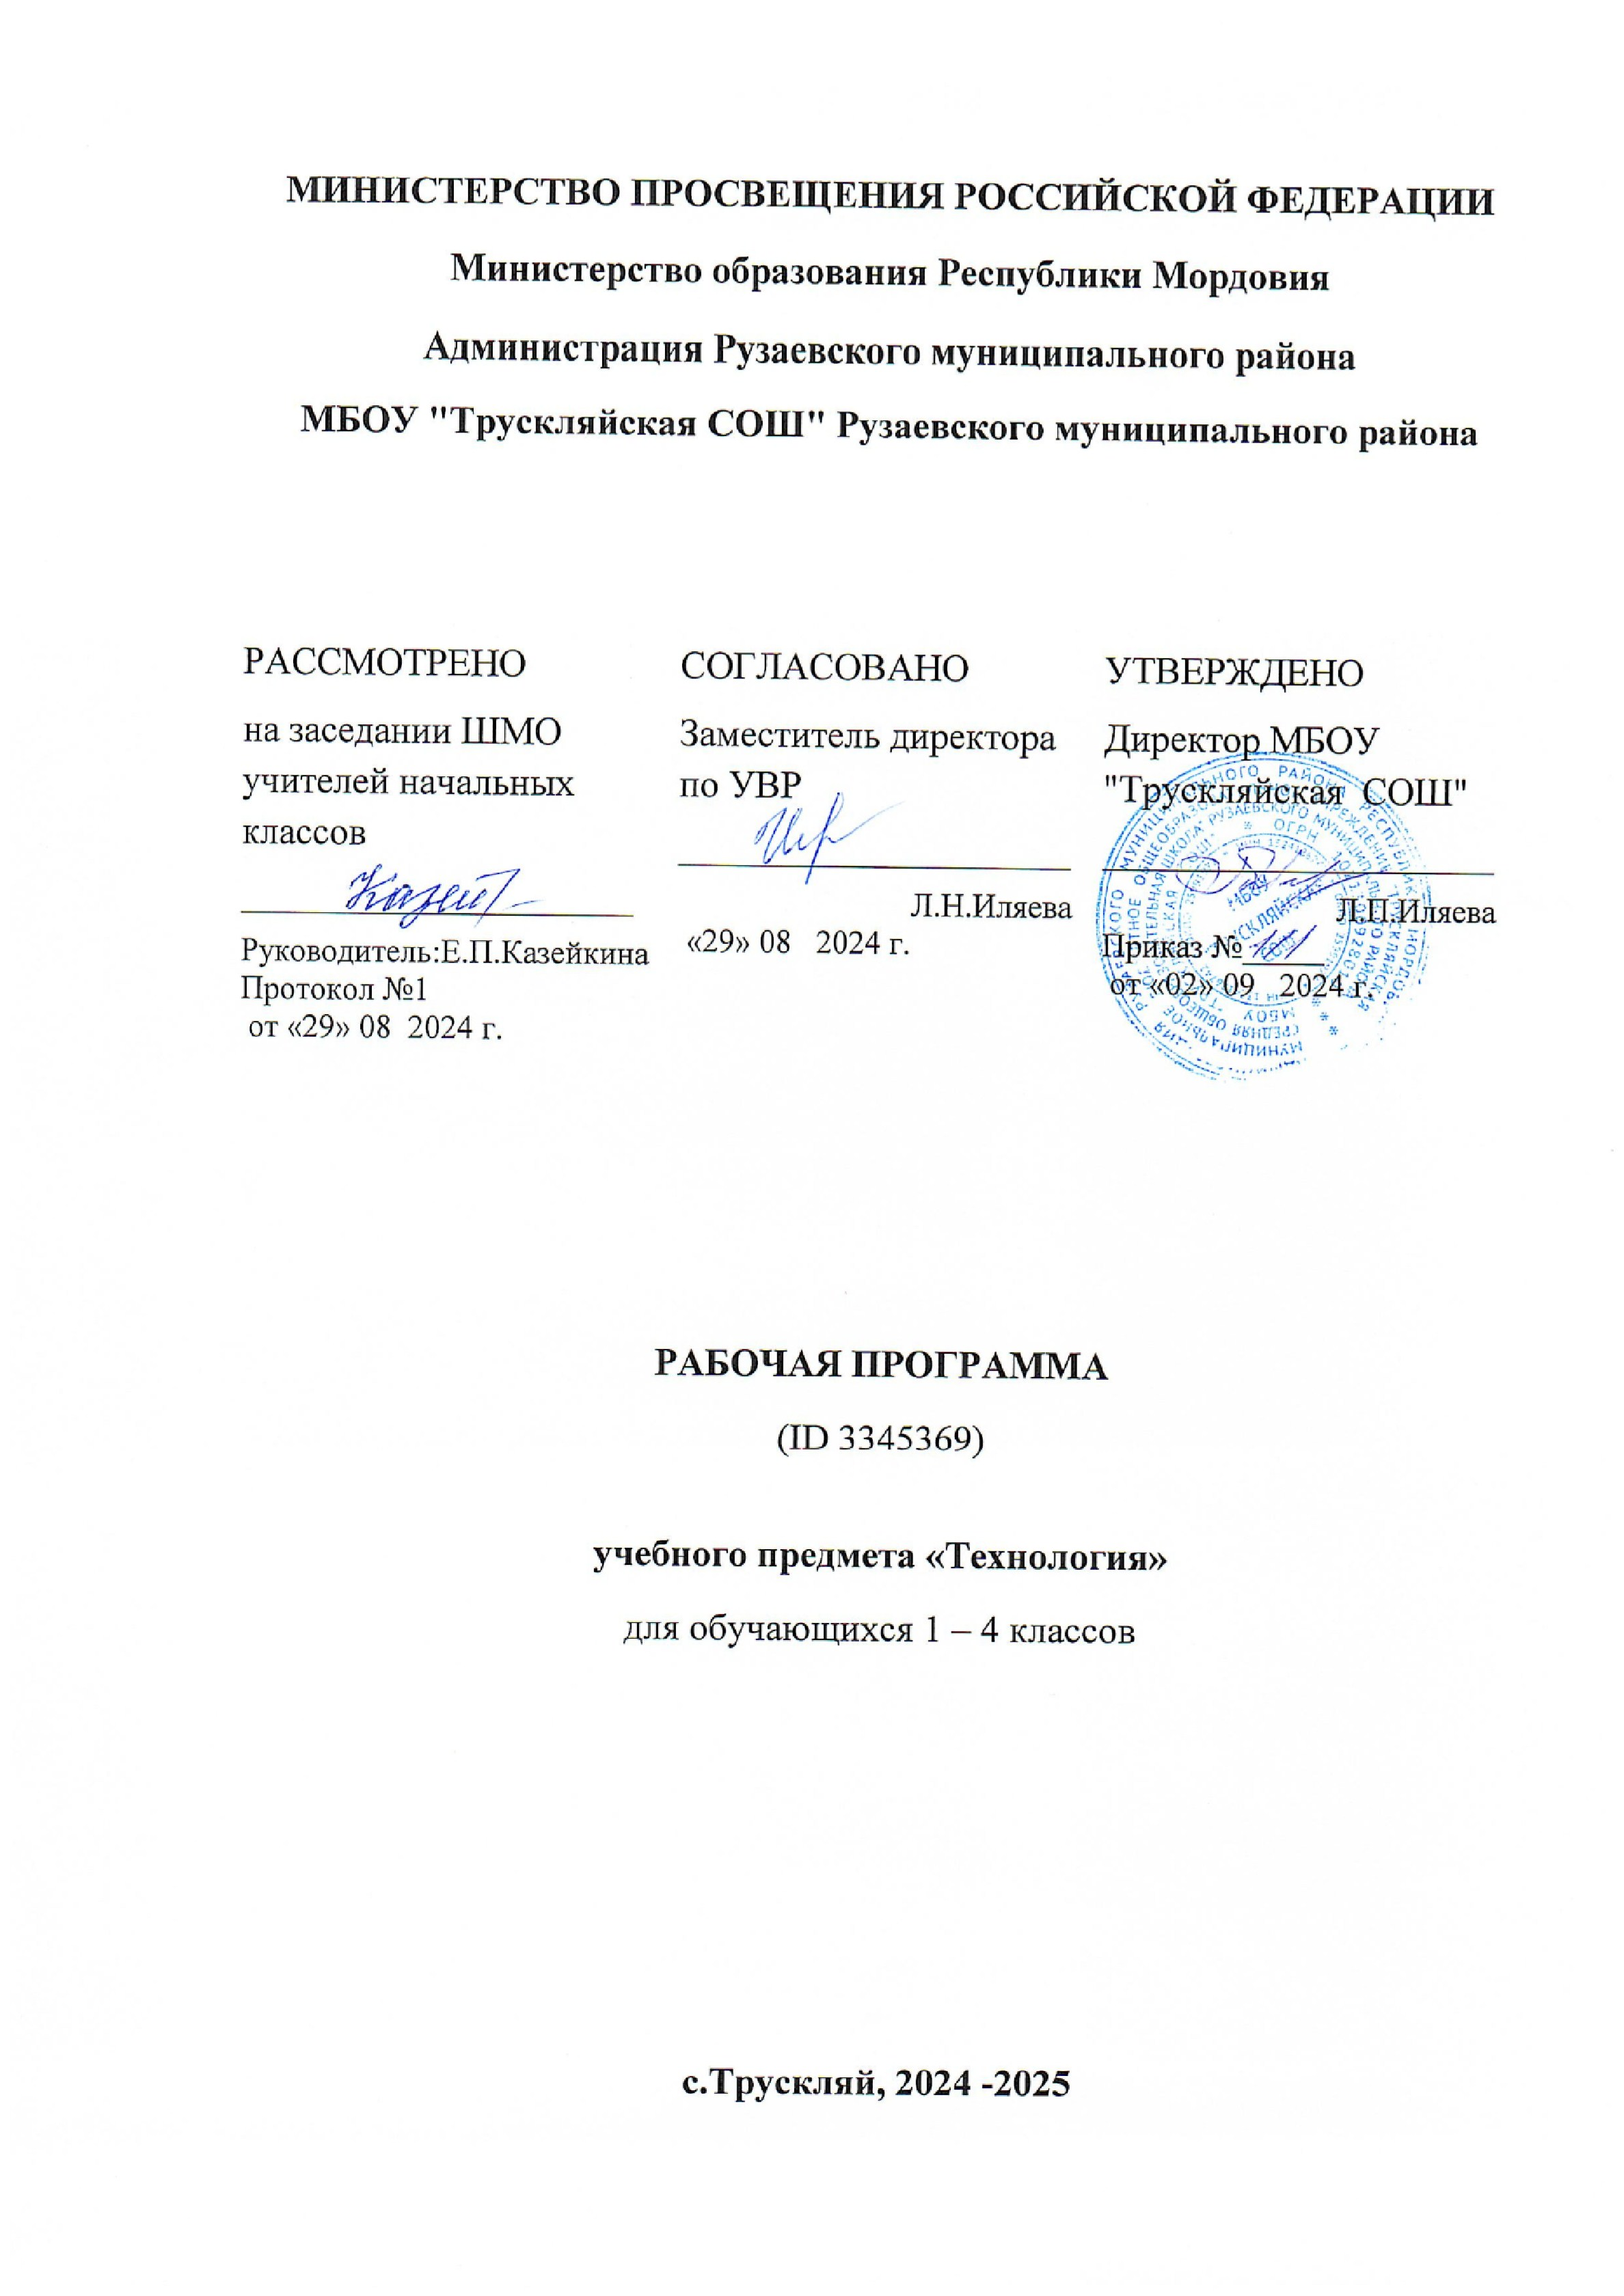 МИНИСТЕРСТВО ПРОСВЕЩЕНИЯ РОССИЙСКОЙ ФЕДЕРАЦИИ
Министерство образования Республики Мордовия
Администрация Рузаевского муниципального района
МБОУ "Трускляйская СОШ" Рузаевского муниципального района
РАССМОТРЕНО
на заседании ШМО
учителей начальных
классов
Руководитель:Е.П.Казейкина
Протокол №1
от «29» 08 2024 г.
СОГЛАСОВАНО
Заместитель директора
по УВР
Л.Н.Иляева
«29» 08 2024 г.
УТВЕРЖДЕНО
Директор МБОУ
"Трускляйская СОШ"
Л.П.Иляева
Приказ №
от «02» 09 2024 г.
РАБОЧАЯ ПРОГРАММА
(ID 3345369)
учебного предмета «Технология»
для обучающихся 1 – 4 классов
с.Трускляй, 2024 -2025